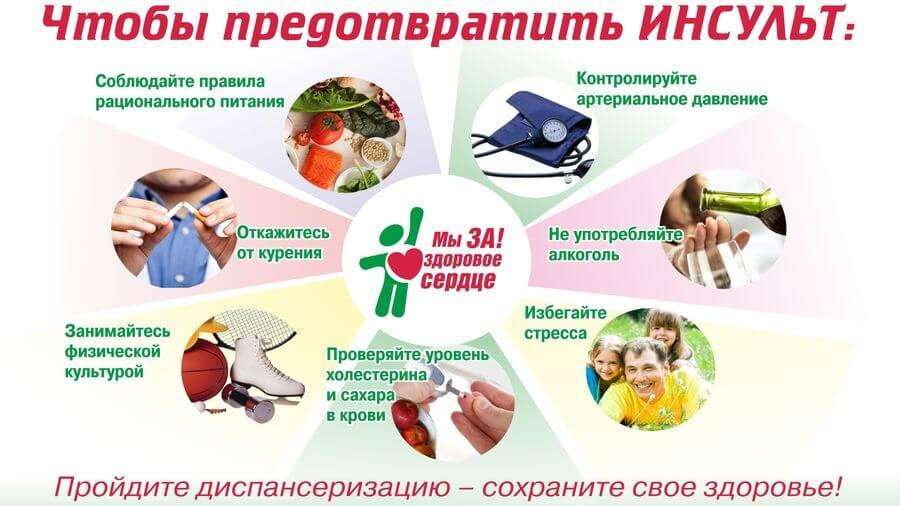 Чтобы предотвратить ИНСУЛЬТ:
Соблюдайте правила
рационального питания
Контролируйте
артериальное давление
Откажитесь
от курения
Мы ЗА!
здоровое
сердце
Не употребляйте
алкоголь
Занимайтесь
физической
культурой
Проверяйте уровень
холестерина
и сахара
в крови
Избегайте
стресса
Пройдите диспансеризацию – сохраните свое здоровье!